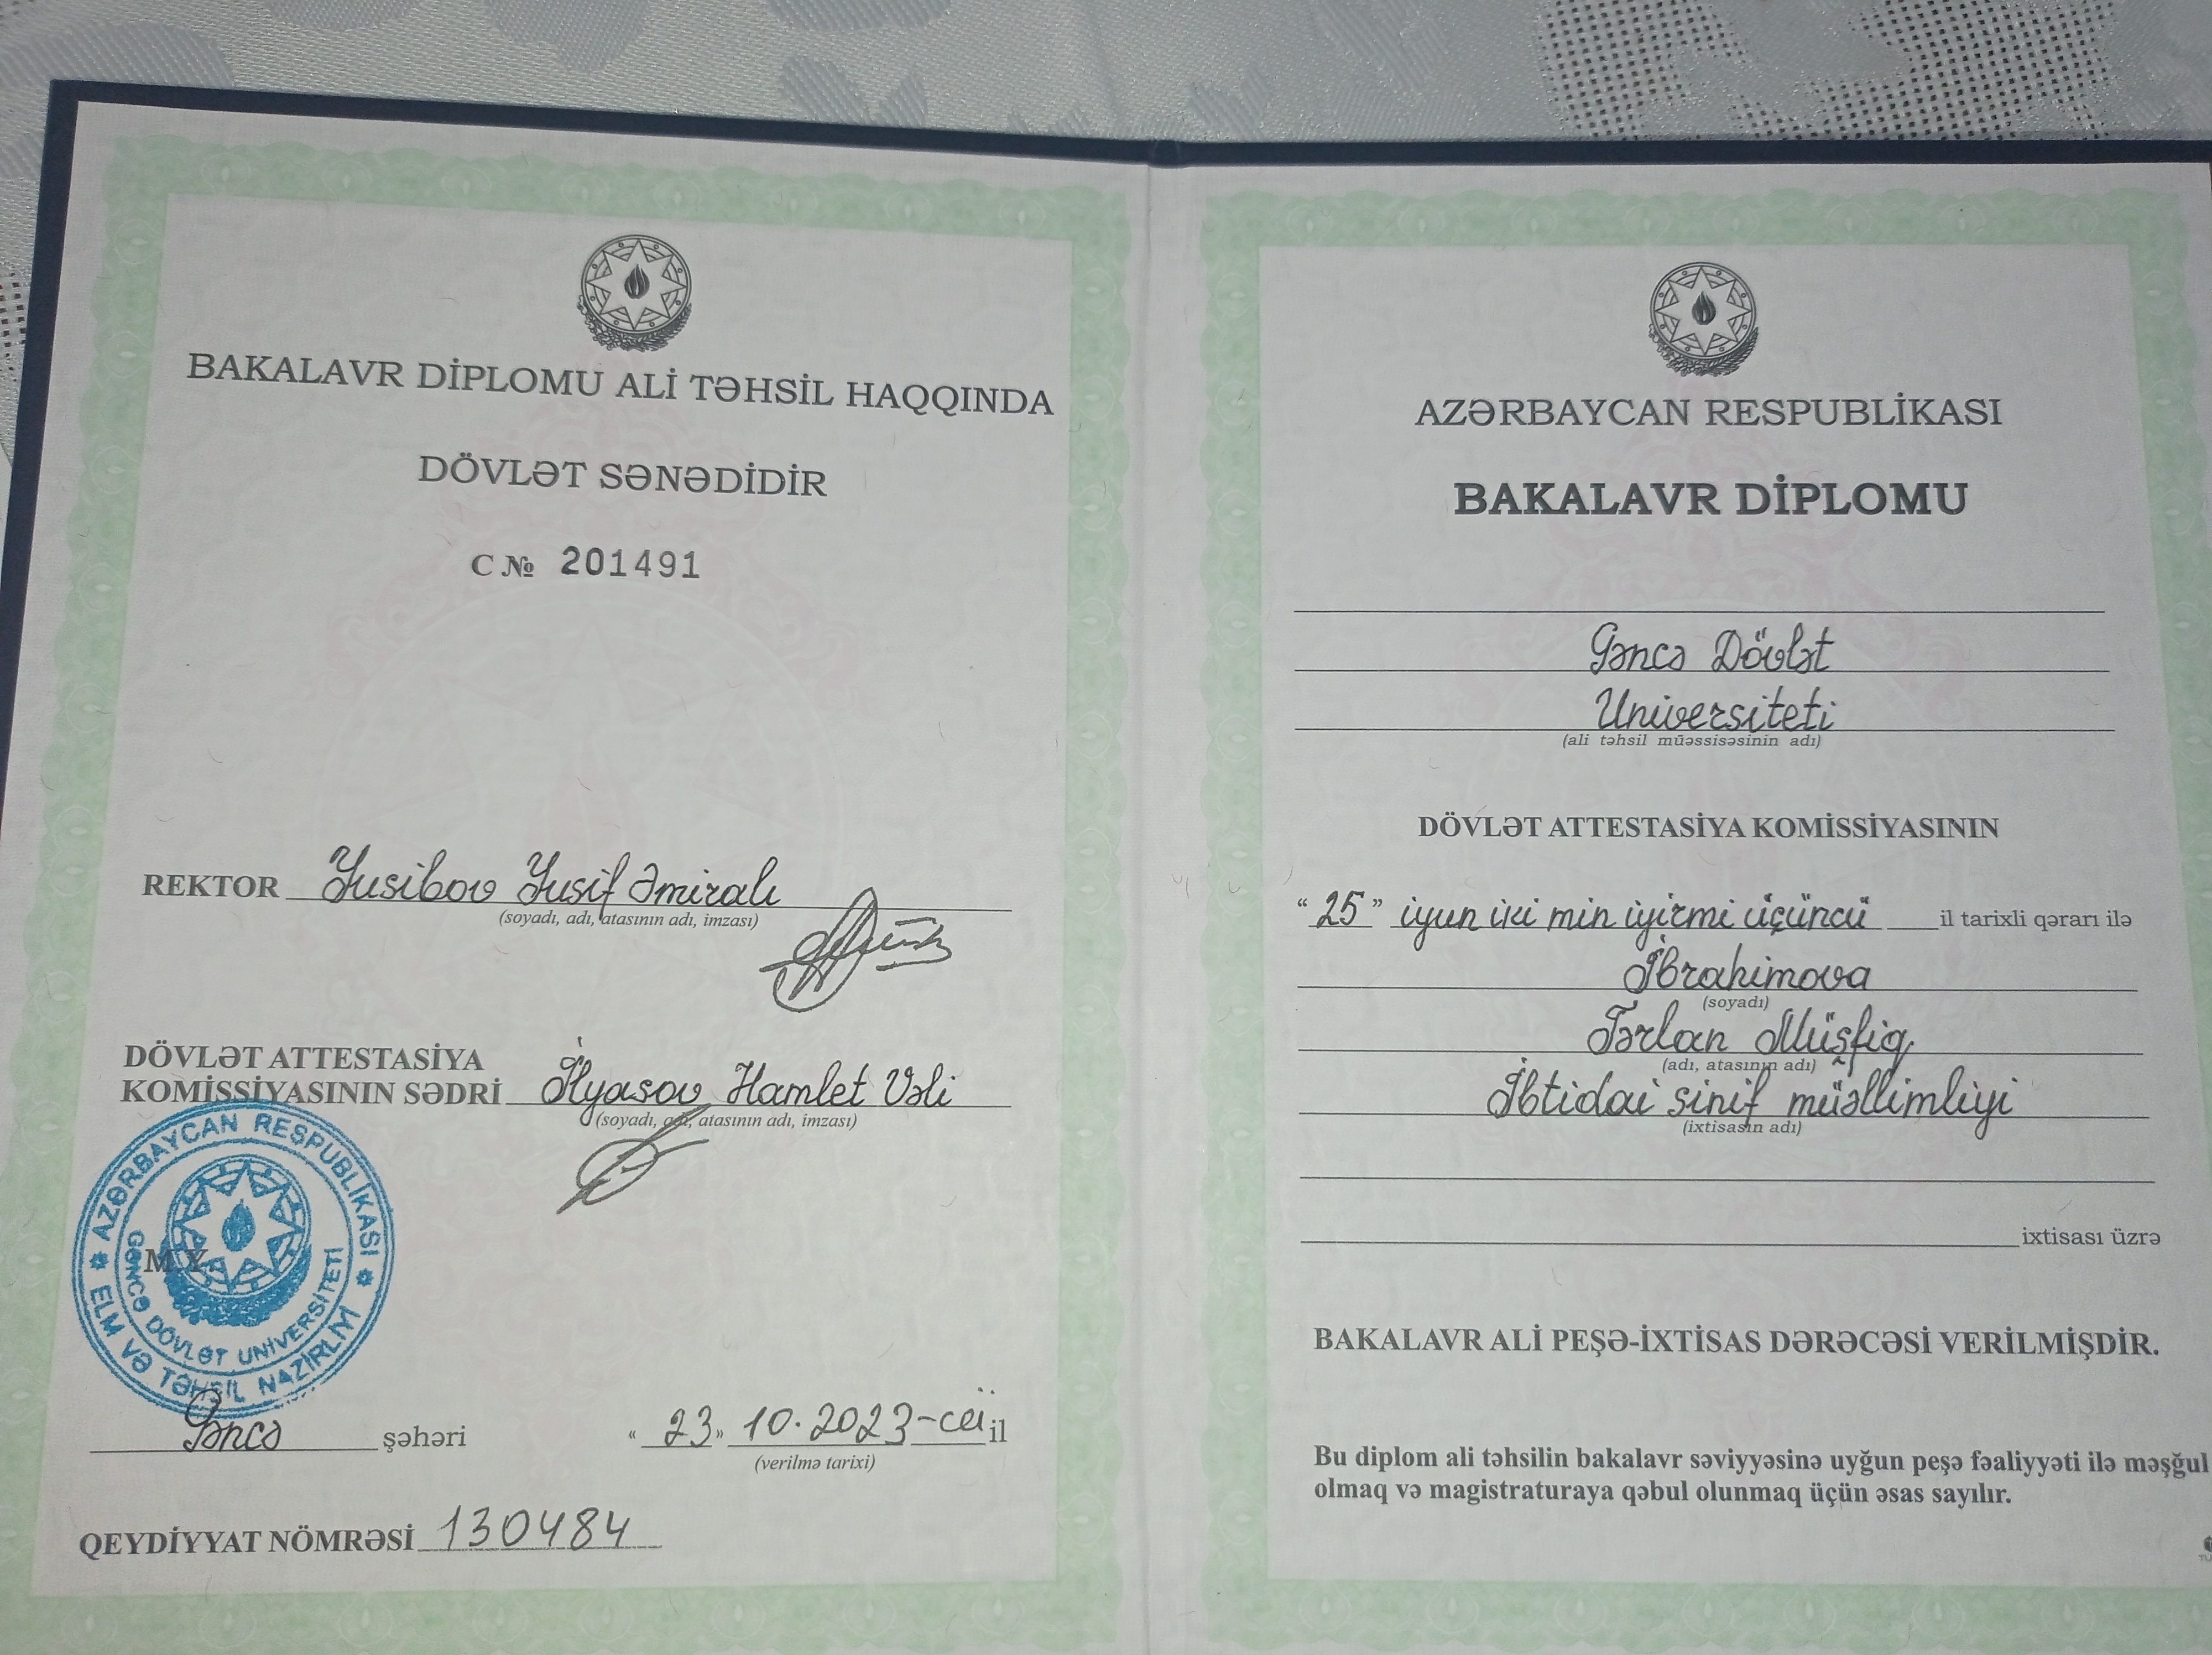 BAKALAVR DİPLOMU ALİ TƏHSİL HAQQINDA
DÖVLƏT SƏNƏDİDİR
C № 201491
REKTOR Yusibov Yusif Əmiralı
(soyadı, adı, atasının adı, imzası)
DÖVLƏT ATTESTASİYA
KOMİSSİYASININ SƏDRİ İlyasov Hamlet Vəli
(soyadı, adı, atasının adı, imzası)
AZƏRBAYCAN RESPUBLİKASI
ELM VƏ TƏHSİL NAZİRLİYİ
GƏNCƏ DÖVLƏT UNİVERSİTETİ
M.Y.
Gəncə şəhəri
“23” 10.2023-cü il
(verilmə tarixi)
QEYDİYYAT NÖMRƏSİ 130484
AZƏRBAYCAN RESPUBLİKASI
BAKALAVR DİPLOMU
Gəncə Dövlət
Universiteti
(ali təhsil müəssisəsinin adı)
DÖVLƏT ATTESTASİYA KOMİSSİYASININ
“25” iyun iki min iyirmi üçüncü il tarixli qərarı ilə
İbrahimova
(soyadı)
Tərlan Müşfiq
(adı, atasının adı)
İbtidai sinif müəllimliyi
(ixtisasın adı)
ixtisası üzrə
BAKALAVR ALİ PEŞƏ-İXTİSAS DƏRƏCƏSİ VERİLMİŞDİR.
Bu diplom ali təhsilin bakalavr səviyyəsinə uyğun peşə fəaliyyəti ilə məşğul
olmaq və magistraturaya qəbul olunmaq üçün əsas sayılır.